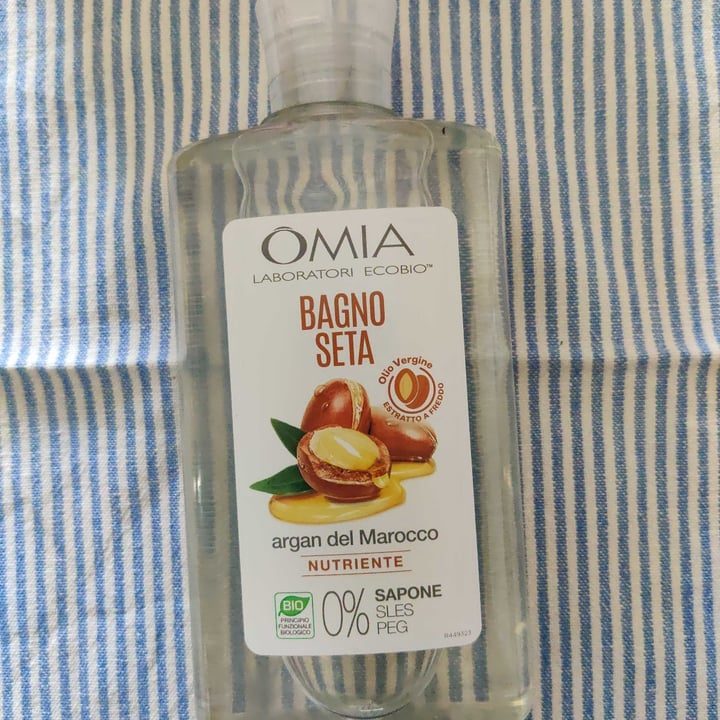 ÔMIA
LABORATORI ECOBIO™
BAGNO
SETA
Olio Vergine
ESTRATTO A FREDDO
argan del Marocco
NUTRIENTE
BIO
PRINCIPIO
FUNZIONALE
BIOLOGICO
0%
SAPONE
SLES
PEG